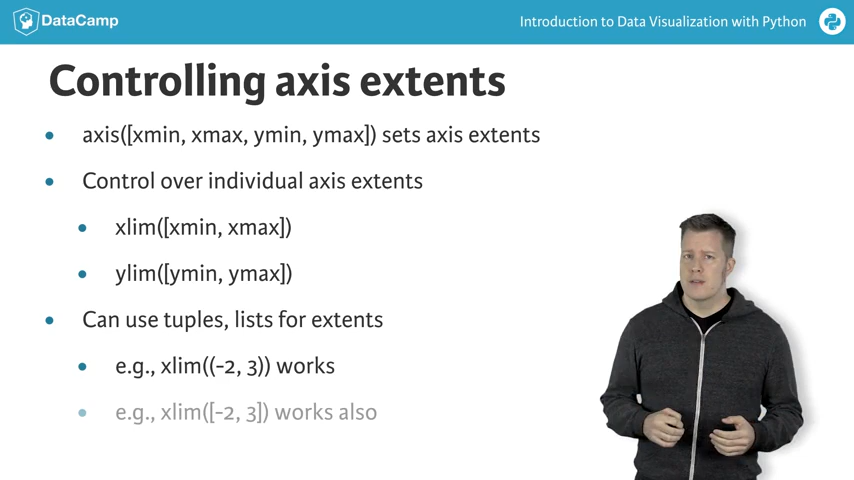 DataCamp
Introduction to Data Visualization with Python
Controlling axis extents
axis([xmin, xmax, ymin, ymax]) sets axis extents
Control over individual axis extents
xlim([xmin, xmax])
ylim([ymin, ymax])
Can use tuples, lists for extents
e.g., xlim((-2, 3)) works
e.g., xlim([-2, 3]) works also